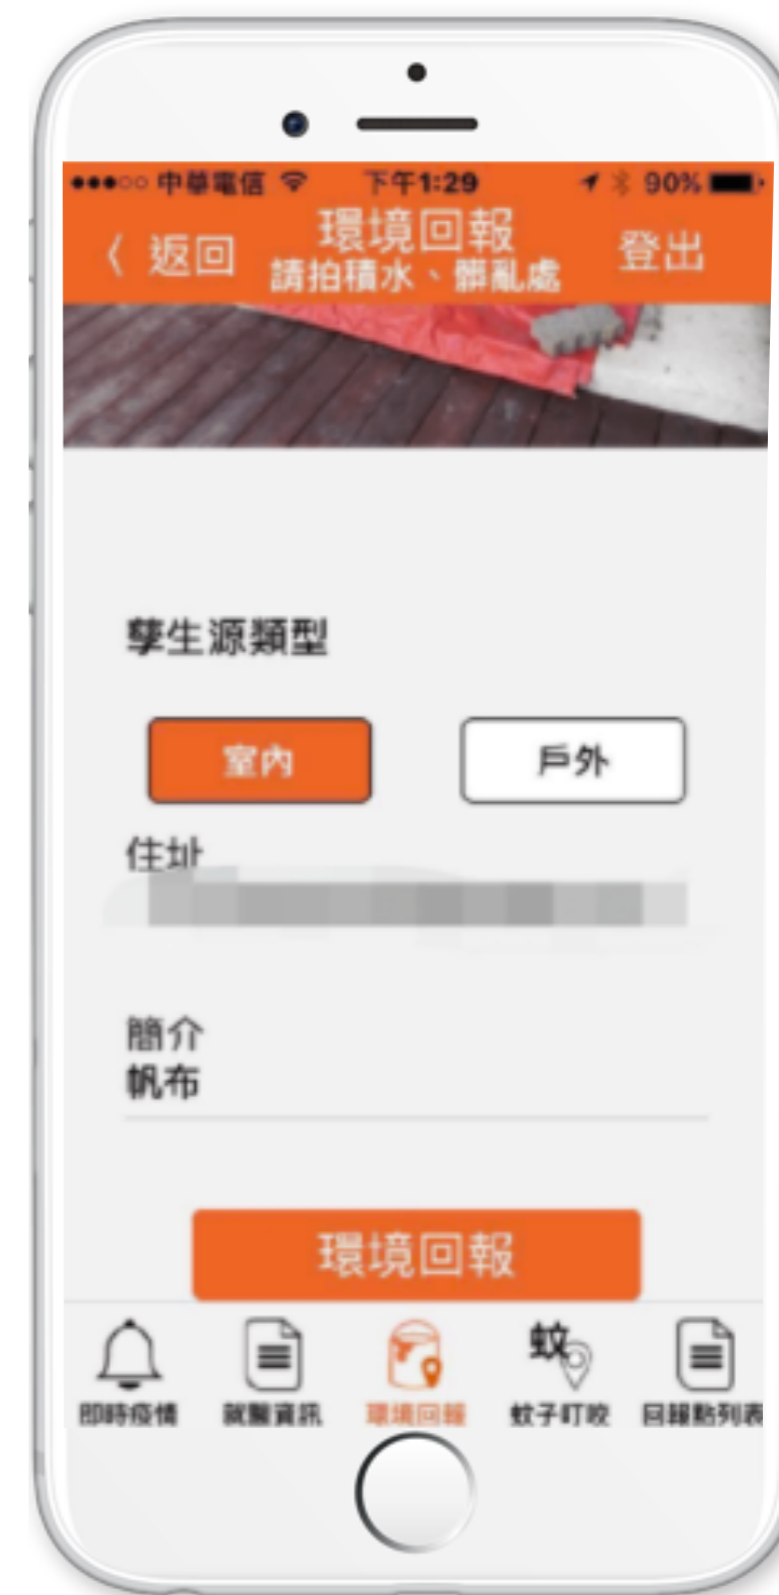 中華電信 下午1:29 90%
〈 返回 環境回報 登出
請拍積水、髒亂處
孳生源類型
室內 戶外
住址
簡介
帆布
環境回報
蚊
即時疫情 就醫資訊 環境回報 蚊子叮咬 回報點列表